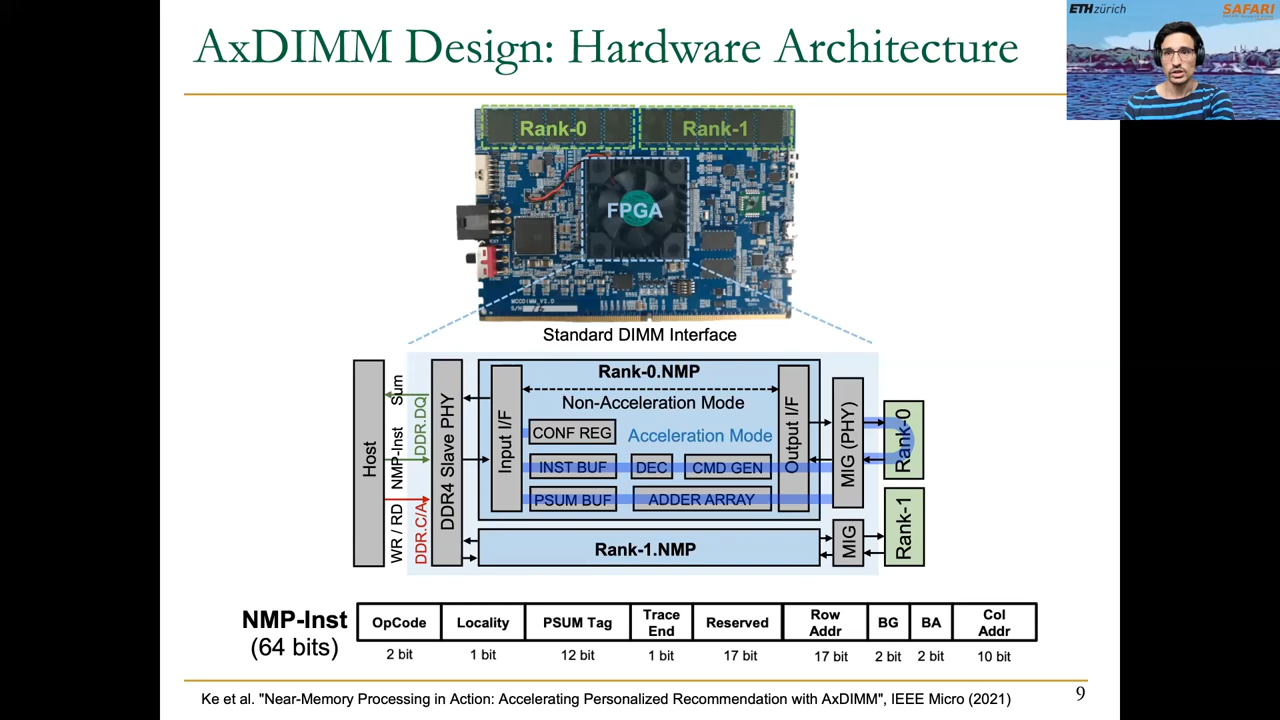 ETHzürich
SAFARI
AxDIMM Design: Hardware Architecture
Rank-0
Rank-1
FPGA
MCCDIMM_V2.0
S/N
Standard DIMM Interface
Host
Sum
NMP-Inst
WR / RD
DDR.DQ
DDR.C/A
DDR4 Slave PHY
Rank-0.NMP
Input I/F
Non-Acceleration Mode
CONF REG
Acceleration Mode
INST BUF
DEC
CMD GEN
PSUM BUF
ADDER ARRAY
Output I/F
MIG (PHY)
Rank-0
Rank-1.NMP
MIG
Rank-1
NMP-Inst
(64 bits)
OpCode Locality PSUM Tag Trace End Reserved Row Addr BG BA Col Addr
2 bit 1 bit 12 bit 1 bit 17 bit 17 bit 2 bit 2 bit 10 bit
Ke et al. "Near-Memory Processing in Action: Accelerating Personalized Recommendation with AxDIMM", IEEE Micro (2021)
9